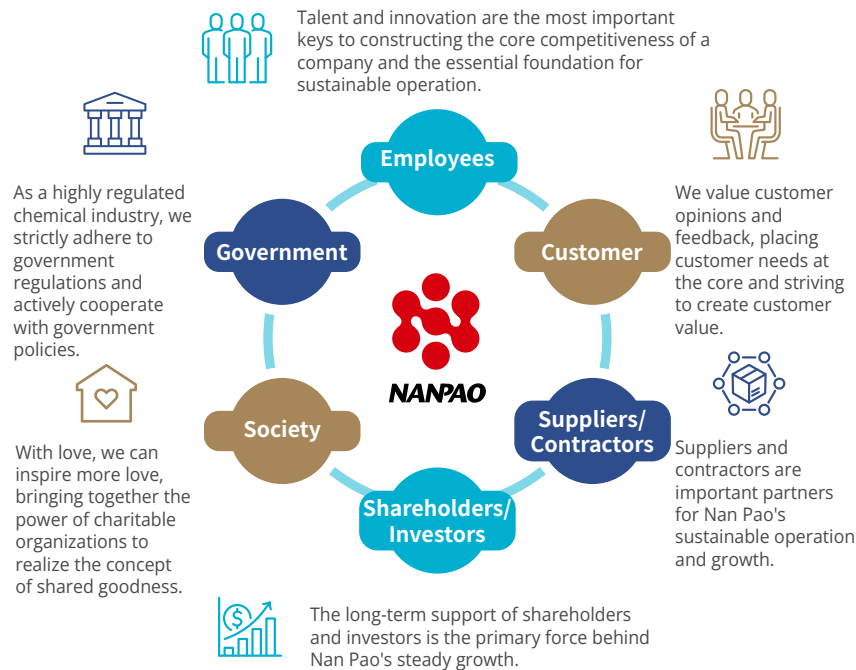 Talent and innovation are the most important
keys to constructing the core competitiveness of a
company and the essential foundation for
sustainable operation.
Employees
As a highly regulated
chemical industry, we
strictly adhere to
government
regulations and
actively cooperate
with government
policies.
Government
Customer
We value customer
opinions and
feedback, placing
customer needs at
the core and striving
to create customer
value.
NANPAO
With love, we can
inspire more love,
bringing together the
power of charitable
organizations to
realize the concept
of shared goodness.
Society
Suppliers/
Contractors
Suppliers and
contractors are
important partners
for Nan Pao's
sustainable operation
and growth.
Shareholders/
Investors
$
The long-term support of shareholders
and investors is the primary force behind
Nan Pao's steady growth.